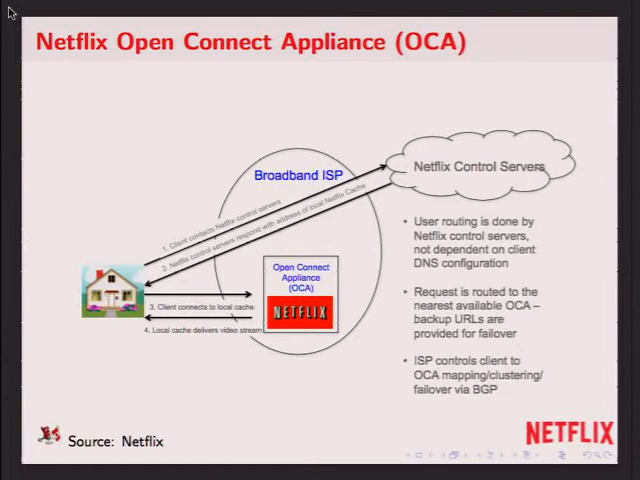 Netflix Open Connect Appliance (OCA)
Broadband ISP
Netflix Control Servers
1. Client contacts Netflix control servers
2. Netflix control servers respond with address of local Netflix Cache
Open Connect
Appliance
(OCA)
NETFLIX
3. Client connects to local cache
4. Local cache delivers video stream
• User routing is done by
Netflix control servers,
not dependent on client
DNS configuration
• Request is routed to the
nearest available OCA –
backup URLs are
provided for failover
• ISP controls client to
OCA mapping/clustering/
failover via BGP
Source: Netflix
NETFLIX